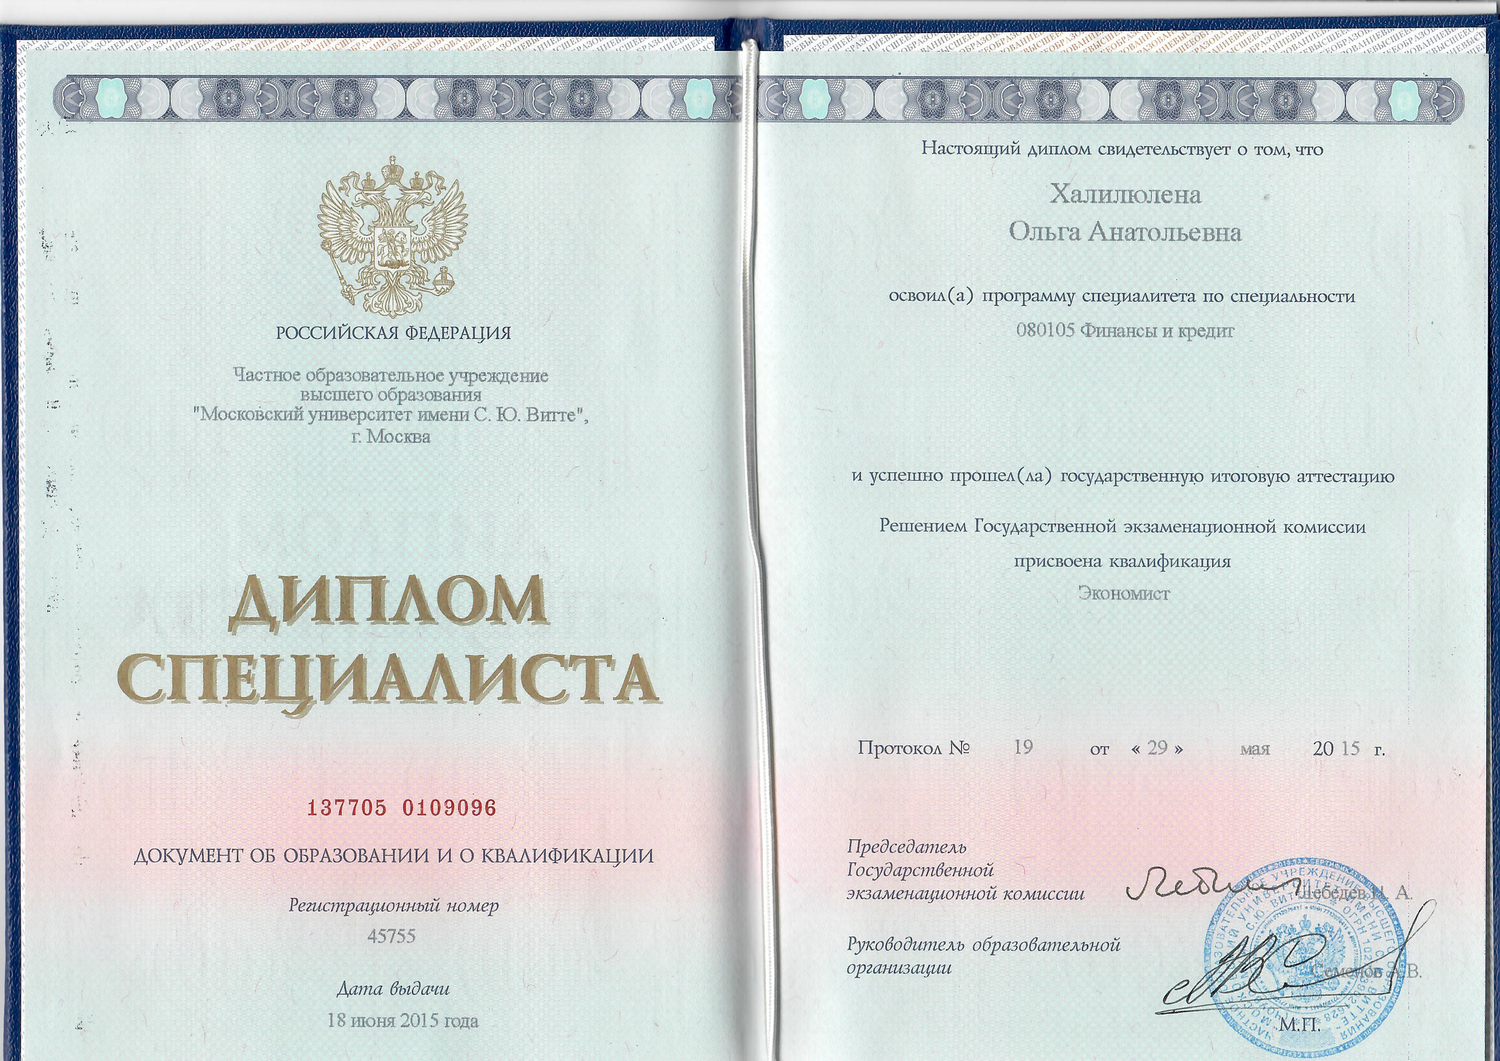 РОССИЙСКАЯ ФЕДЕРАЦИЯ
Частное образовательное учреждение
высшего образования
"Московский университет имени С. Ю. Витте",
г. Москва
ДИПЛОМ
СПЕЦИАЛИСТА
137705 0109096
ДОКУМЕНТ ОБ ОБРАЗОВАНИИ И О КВАЛИФИКАЦИИ
Регистрационный номер
45755
Дата выдачи
18 июня 2015 года
Настоящий диплом свидетельствует о том, что
Халилюлена
Ольга Анатольевна
освоил(а) программу специалитета по специальности
080105 Финансы и кредит
и успешно прошел(ла) государственную итоговую аттестацию
Решением Государственной экзаменационной комиссии
присвоена квалификация
Экономист
Протокол № 19 от « 29 » мая 20 15 г.
Председатель
Государственной
экзаменационной комиссии
А.
Руководитель образовательной
организации
Семенов А.В.
М.П.